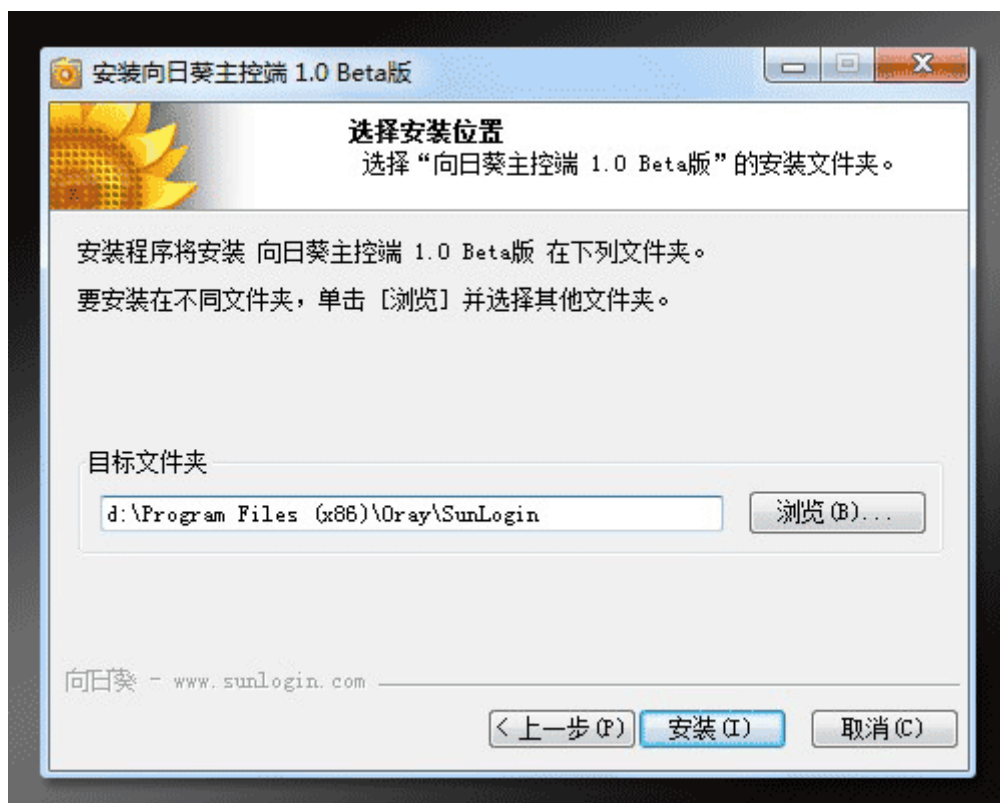 安装向日葵主控端 1.0 Beta版
选择安装位置
选择“向日葵主控端 1.0 Beta版”的安装文件夹。
安装程序将安装 向日葵主控端 1.0 Beta版 在下列文件夹。
要安装在不同文件夹，单击 [浏览] 并选择其他文件夹。
目标文件夹
d:\Program Files (x86)\Oray\SunLogin
浏览(B)...
向日葵 - www.sunlogin.com
< 上一步(P)
安装(I)
取消(C)